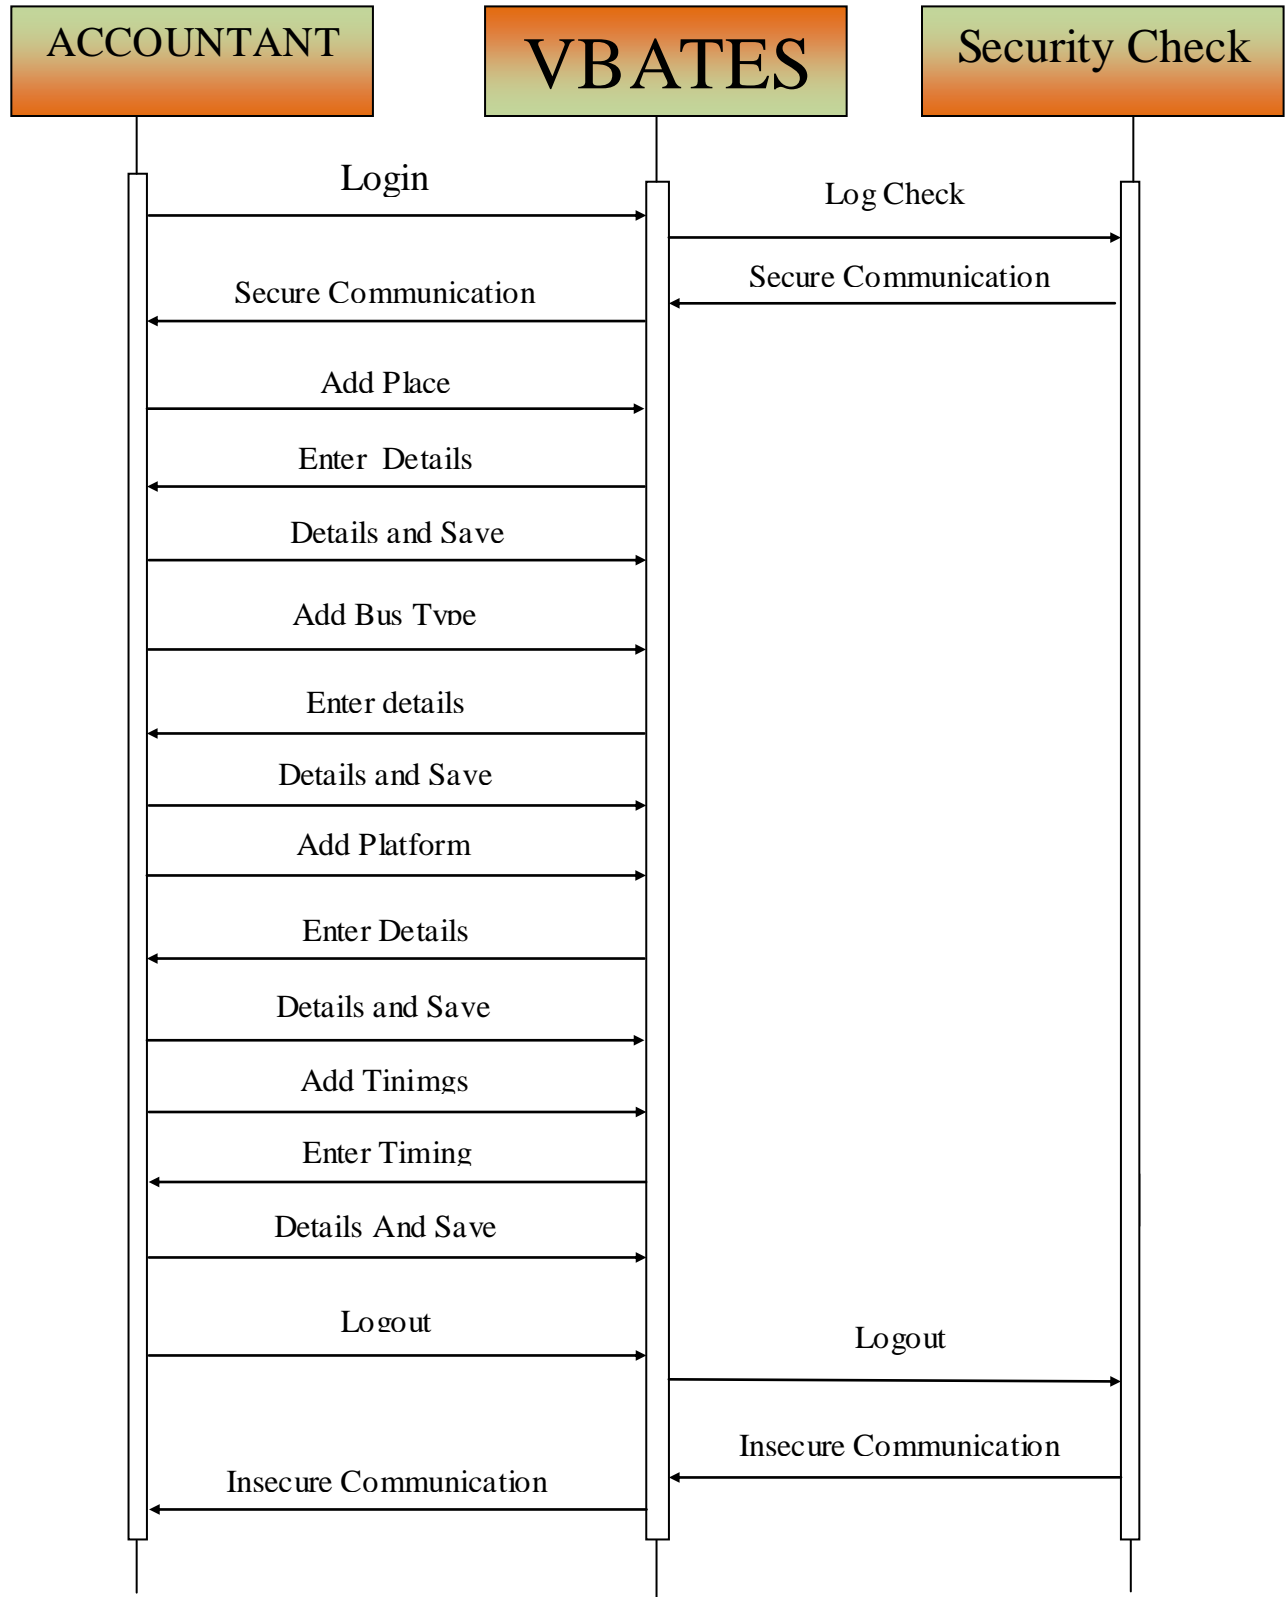 ACCOUNTANT
VBATES
Security Check
Login
Log Check
Secure Communication
Secure Communication
Add Place
Enter Details
Details and Save
Add Bus Type
Enter details
Details and Save
Add Platform
Enter Details
Details and Save
Add Tinimgs
Enter Timing
Details And Save
Logout
Logout
Insecure Communication
Insecure Communication